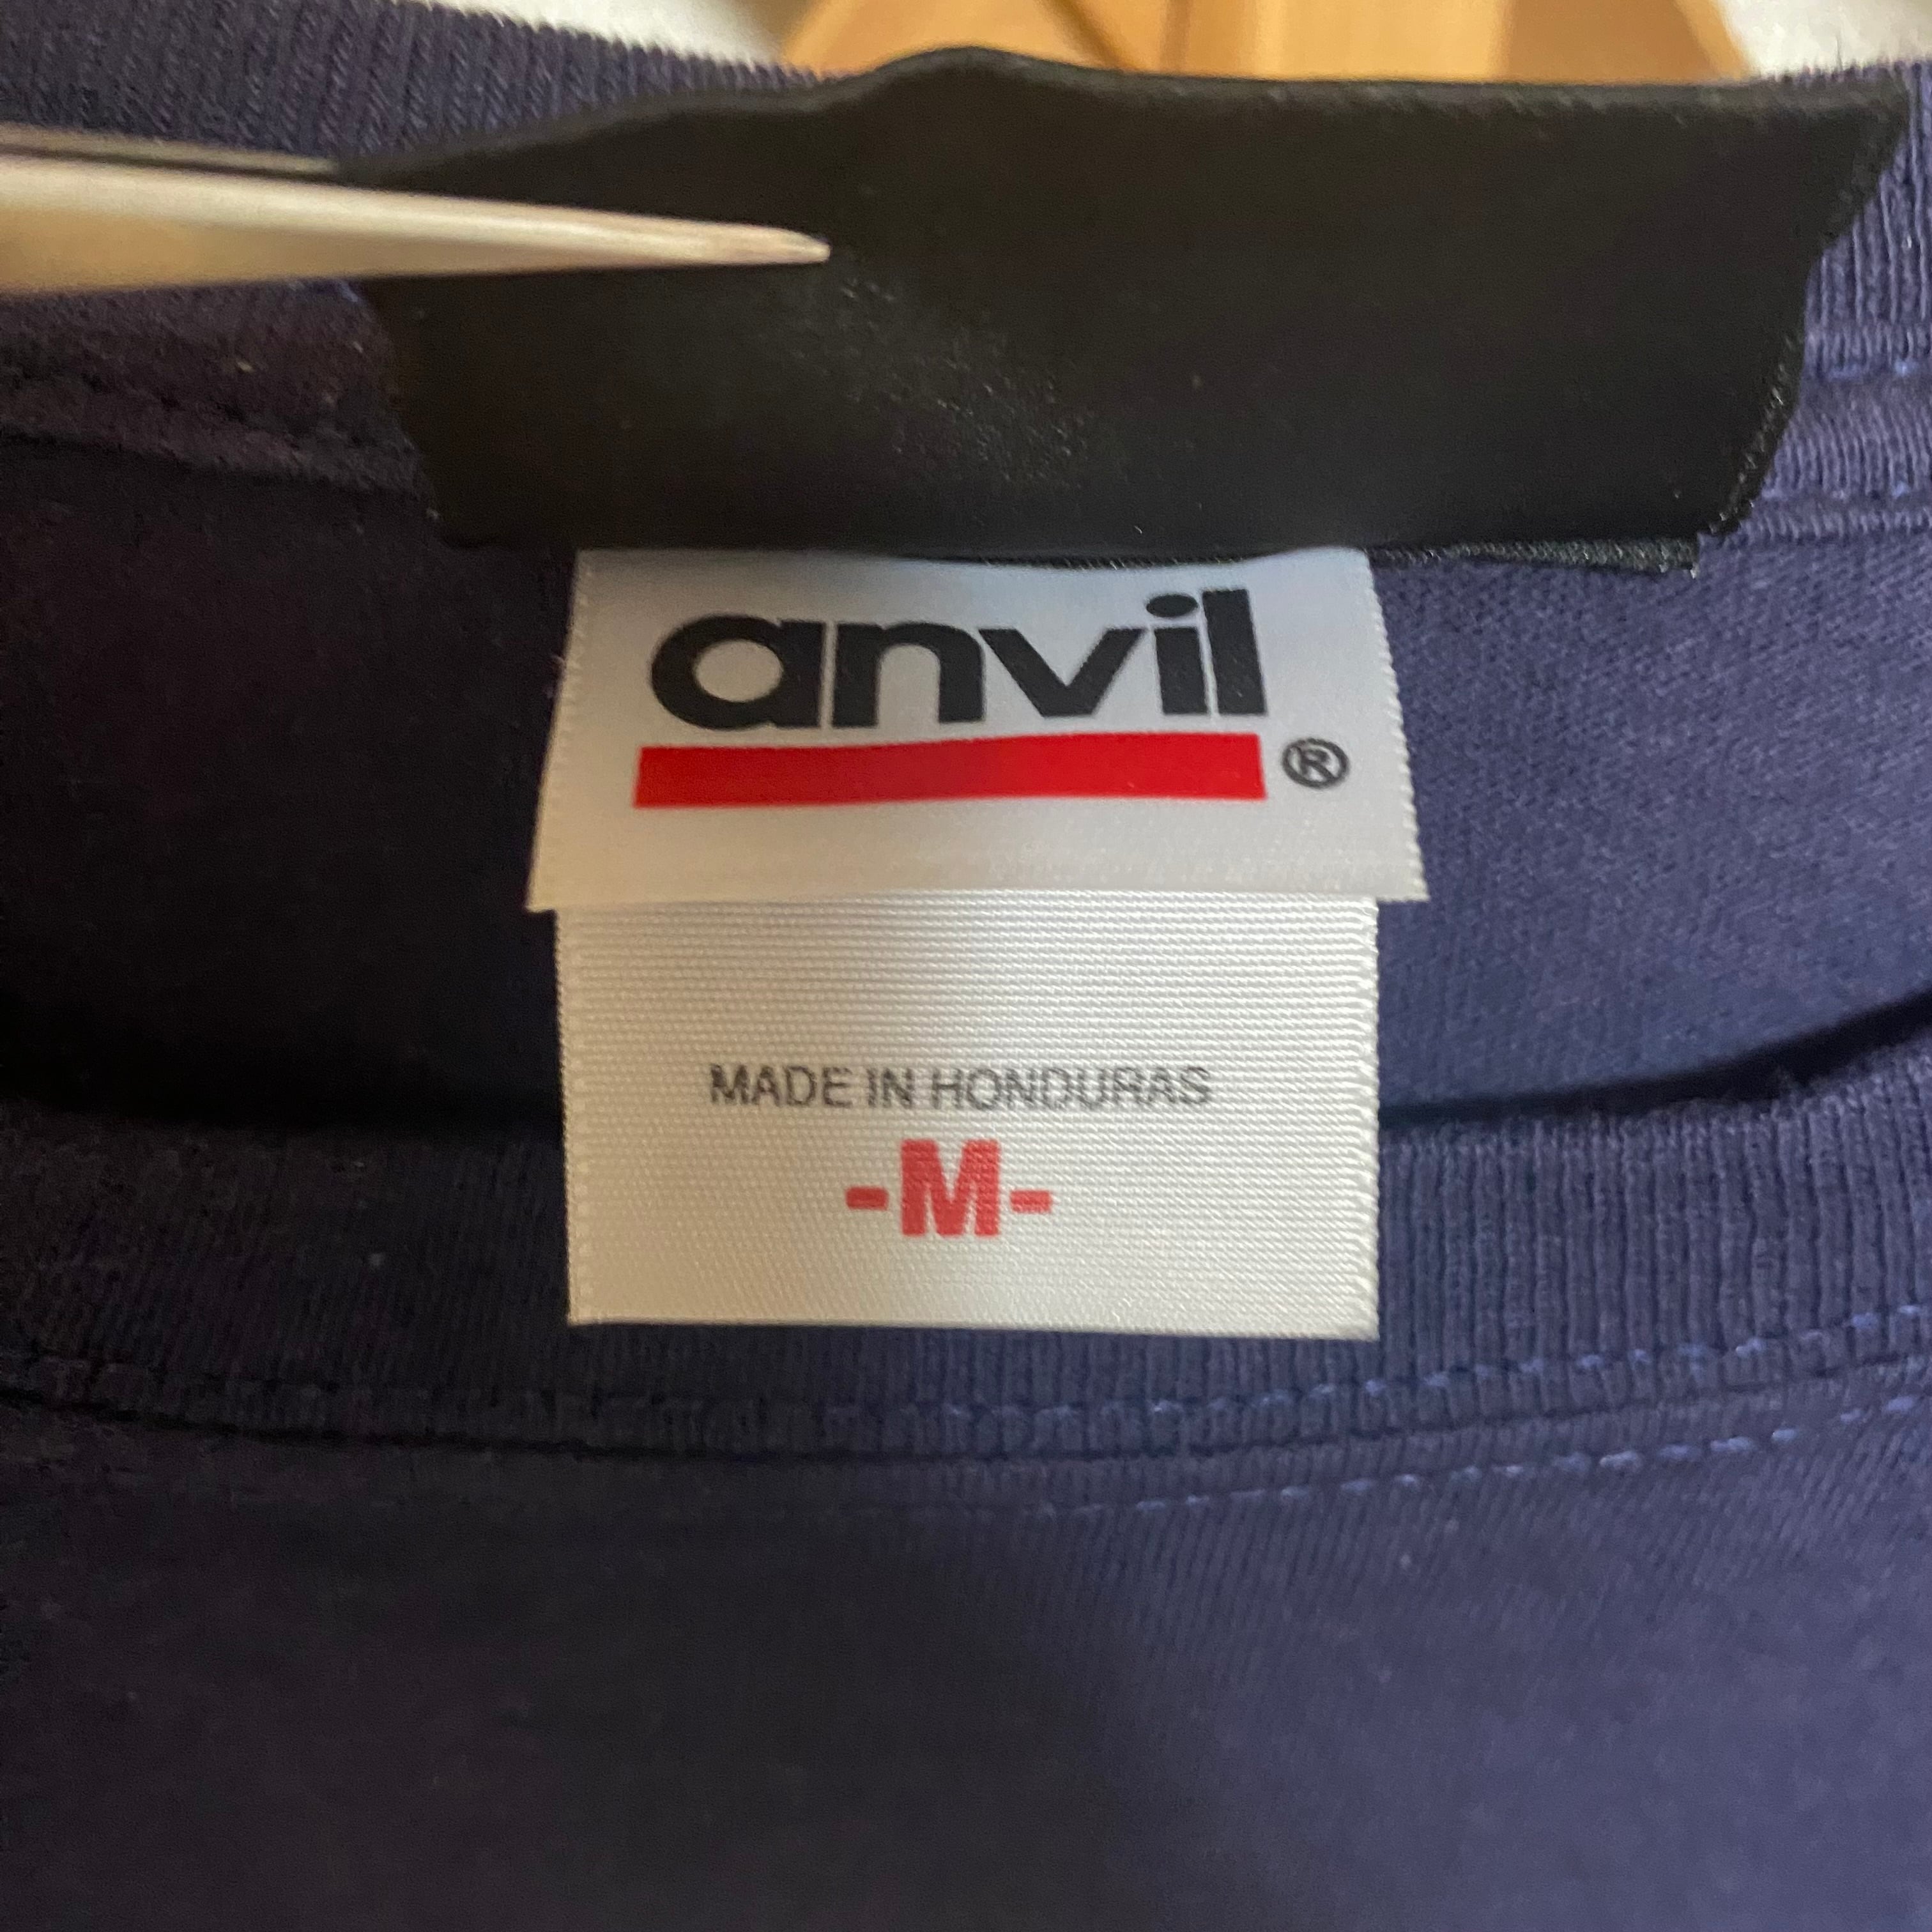 anvil
®
MADE IN HONDURAS
-M-